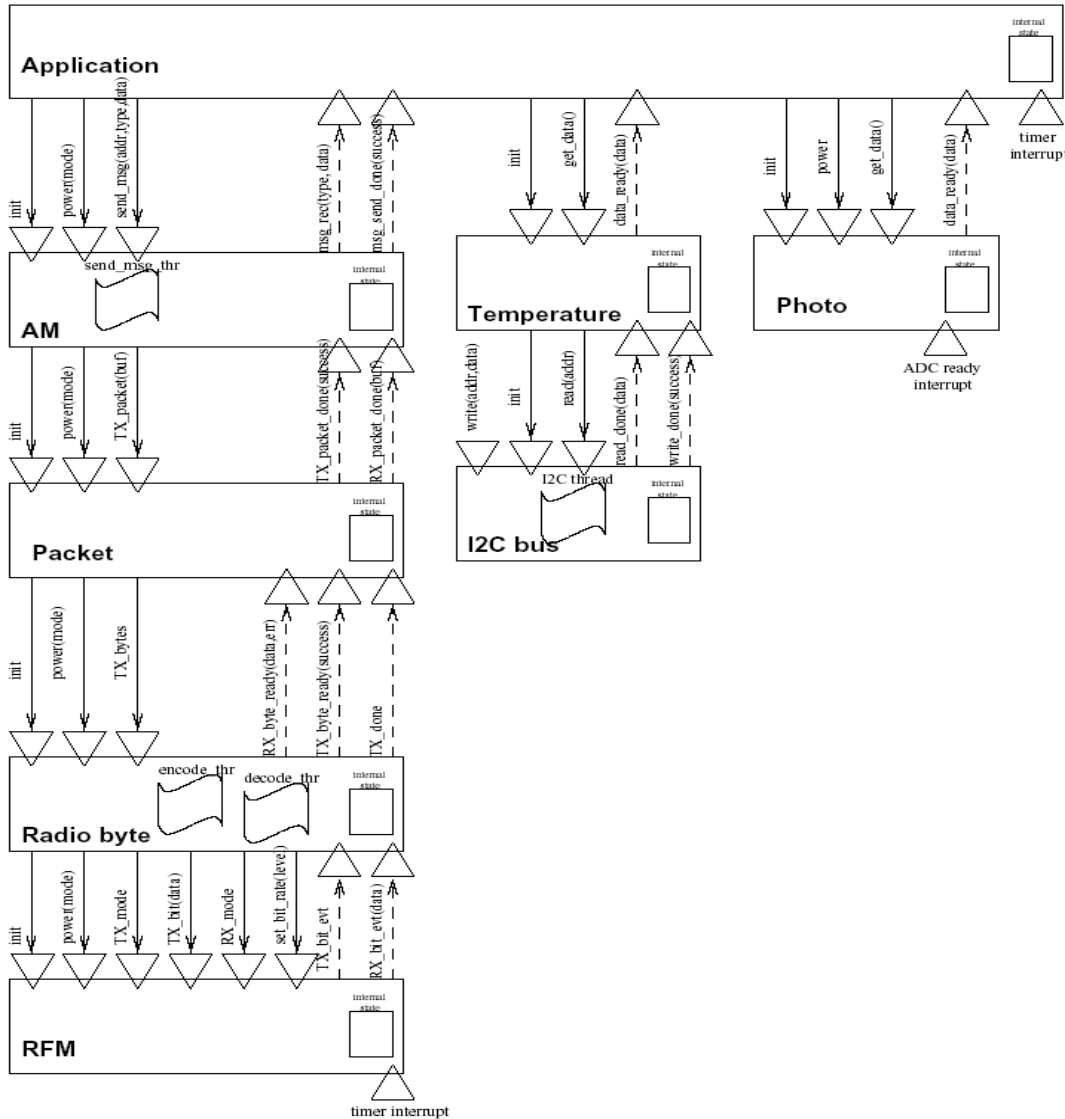 internal
state
Application
init
power(mode)
send_msg(addr,type,data)
msg_rec(type, data)
msg_send_done(success)
init
get_data()
data_ready(data)
init
power
get_data()
data_ready(data)
timer
interrupt
send_msg_thr
internal
state
AM
internal
state
Temperature
internal
state
Photo
ADC ready
interrupt
init
power(mode)
TX_packet(buf)
TX_packet_done(success)
RX_packet_done(buf)
write(addr,data)
init
read(addr)
read_done(data)
write_done(success)
internal
state
Packet
I2C thread
internal
state
I2C bus
init
power(mode)
TX_bytes
RX_byte_ready(data,err)
TX_byte_ready(success)
TX_done
encode_thr
decode_thr
internal
state
Radio byte
init
power(mode)
TX_mode
TX_bit(data)
RX_mode
set_bit_rate(level)
TX_bit_evt
RX_bit_evt(data)
internal
state
RFM
timer interrupt